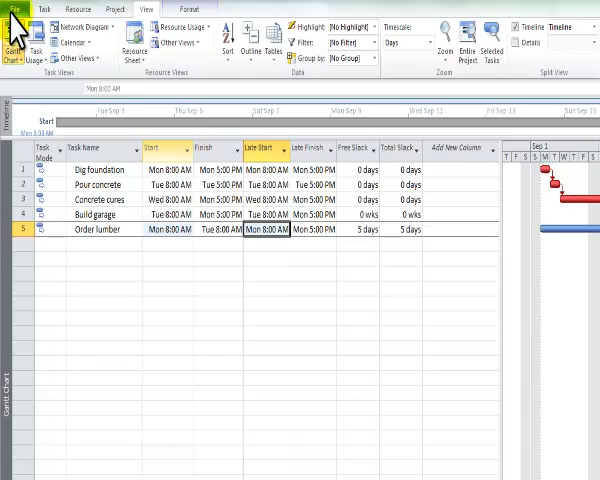 File Task Resource Project View Format
Gantt Chart Task Usage Network Diagram Calendar Other Views Resource Sheet Resource Usage Other Views Sort Outline Tables Highlight: [No Highlight] Filter: [No Filter] Group by: [No Group] Timescale: Days Zoom Entire Project Selected Tasks Timeline Timeline Details
Task Views Resource Views Data Zoom Split View
Mon 8:00 AM
Timeline
Tue Sep 3 Thu Sep 5 Sat Sep 7 Mon Sep 9 Wed Sep 11 Fri Sep 13 Sun Sep 15
Start
Mon 8:00 AM
Task Mode Task Name Start Finish Late Start Late Finish Free Slack Total Slack Add New Column Sep 1
T F S S M T W T F S
1 Dig foundation Mon 8:00 AM Mon 5:00 PM Mon 8:00 AM Mon 5:00 PM 0 days 0 days
2 Pour concrete Tue 8:00 AM Tue 5:00 PM Tue 8:00 AM Tue 5:00 PM 0 days 0 days
3 Concrete cures Wed 8:00 AM Mon 5:00 PM Wed 8:00 AM Mon 5:00 PM 0 days 0 days
4 Build garage Tue 8:00 AM Mon 5:00 PM Tue 8:00 AM Mon 5:00 PM 0 wks 0 wks
5 Order lumber Mon 8:00 AM Tue 8:00 AM Mon 8:00 AM Mon 5:00 PM 5 days 5 days
Gantt Chart